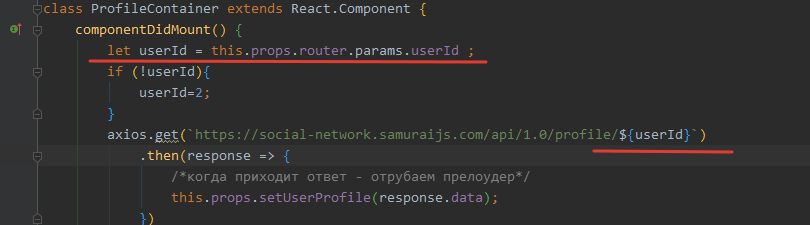 class ProfileContainer extends React.Component {
componentDidMount() {
let userId = this.props.router.params.userId ;
if (!userId){
userId=2;
}
axios.get(`https://social-network.samuraijs.com/api/1.0/profile/${userId}`)
.then(response => {
/*когда приходит ответ - отрубаем прелоудер*/
this.props.setUserProfile(response.data);
})